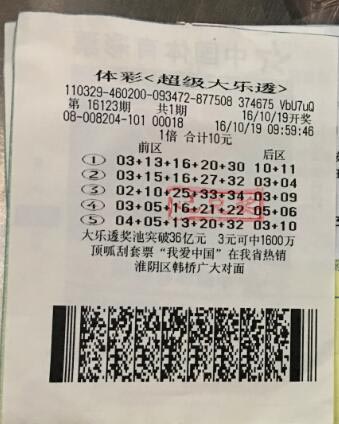 中国体育彩票
体彩<超级大乐透>
110329-460200-093472-877508 374675 VbU7uQ
第 16123期 共1期 16/10/19开奖
08-008204-101 00018 16/10/19 09:59:46
1倍 合计10元
前区 后区
① 03+13+16+20+30 10+11
② 03+15+16+27+32 03+04
③ 02+10+25+33+34 03+09
④ 03+05+16+21+22 05+06
⑤ 04+05+13+20+32 03+10
大乐透奖池突破36亿元 3元可中1600万
顶呱刮套票“我爱中国”在我省热销
淮阴区韩桥广大对面